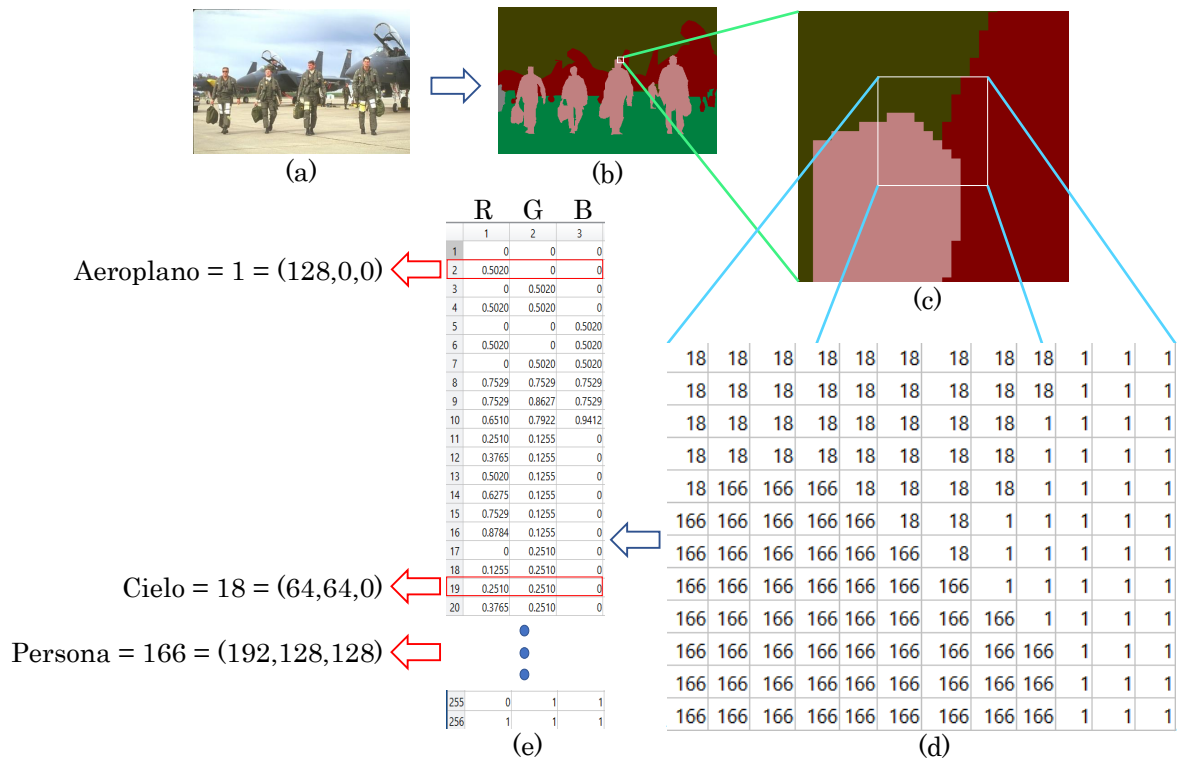 (a)
(b)
(c)
R G B
1 2 3
1 0 0 0
2 0.5020 0 0
3 0 0.5020 0
4 0.5020 0.5020 0
5 0 0 0.5020
6 0.5020 0 0.5020
7 0 0.5020 0.5020
8 0.7529 0.7529 0.7529
9 0.7529 0.8627 0.7529
10 0.6510 0.7922 0.9412
11 0.2510 0.1255 0
12 0.3765 0.1255 0
13 0.5020 0.1255 0
14 0.6275 0.1255 0
15 0.7529 0.1255 0
16 0.8784 0.1255 0
17 0 0.2510 0
18 0.1255 0.2510 0
19 0.2510 0.2510 0
20 0.3765 0.2510 0
255 0 1 1
256 1 1 1
(e)
Aeroplano = 1 = (128,0,0)
Cielo = 18 = (64,64,0)
Persona = 166 = (192,128,128)
18 18 18 18 18 18 18 18 18 1 1 1
18 18 18 18 18 18 18 18 18 1 1 1
18 18 18 18 18 18 18 18 1 1 1 1
18 18 18 18 18 18 18 18 1 1 1 1
18 166 166 166 18 18 18 18 1 1 1 1
166 166 166 166 166 18 18 1 1 1 1 1
166 166 166 166 166 166 18 1 1 1 1 1
166 166 166 166 166 166 166 1 1 1 1 1
166 166 166 166 166 166 166 166 1 1 1 1
166 166 166 166 166 166 166 166 166 1 1 1
166 166 166 166 166 166 166 166 166 1 1 1
166 166 166 166 166 166 166 166 166 1 1 1
(d)